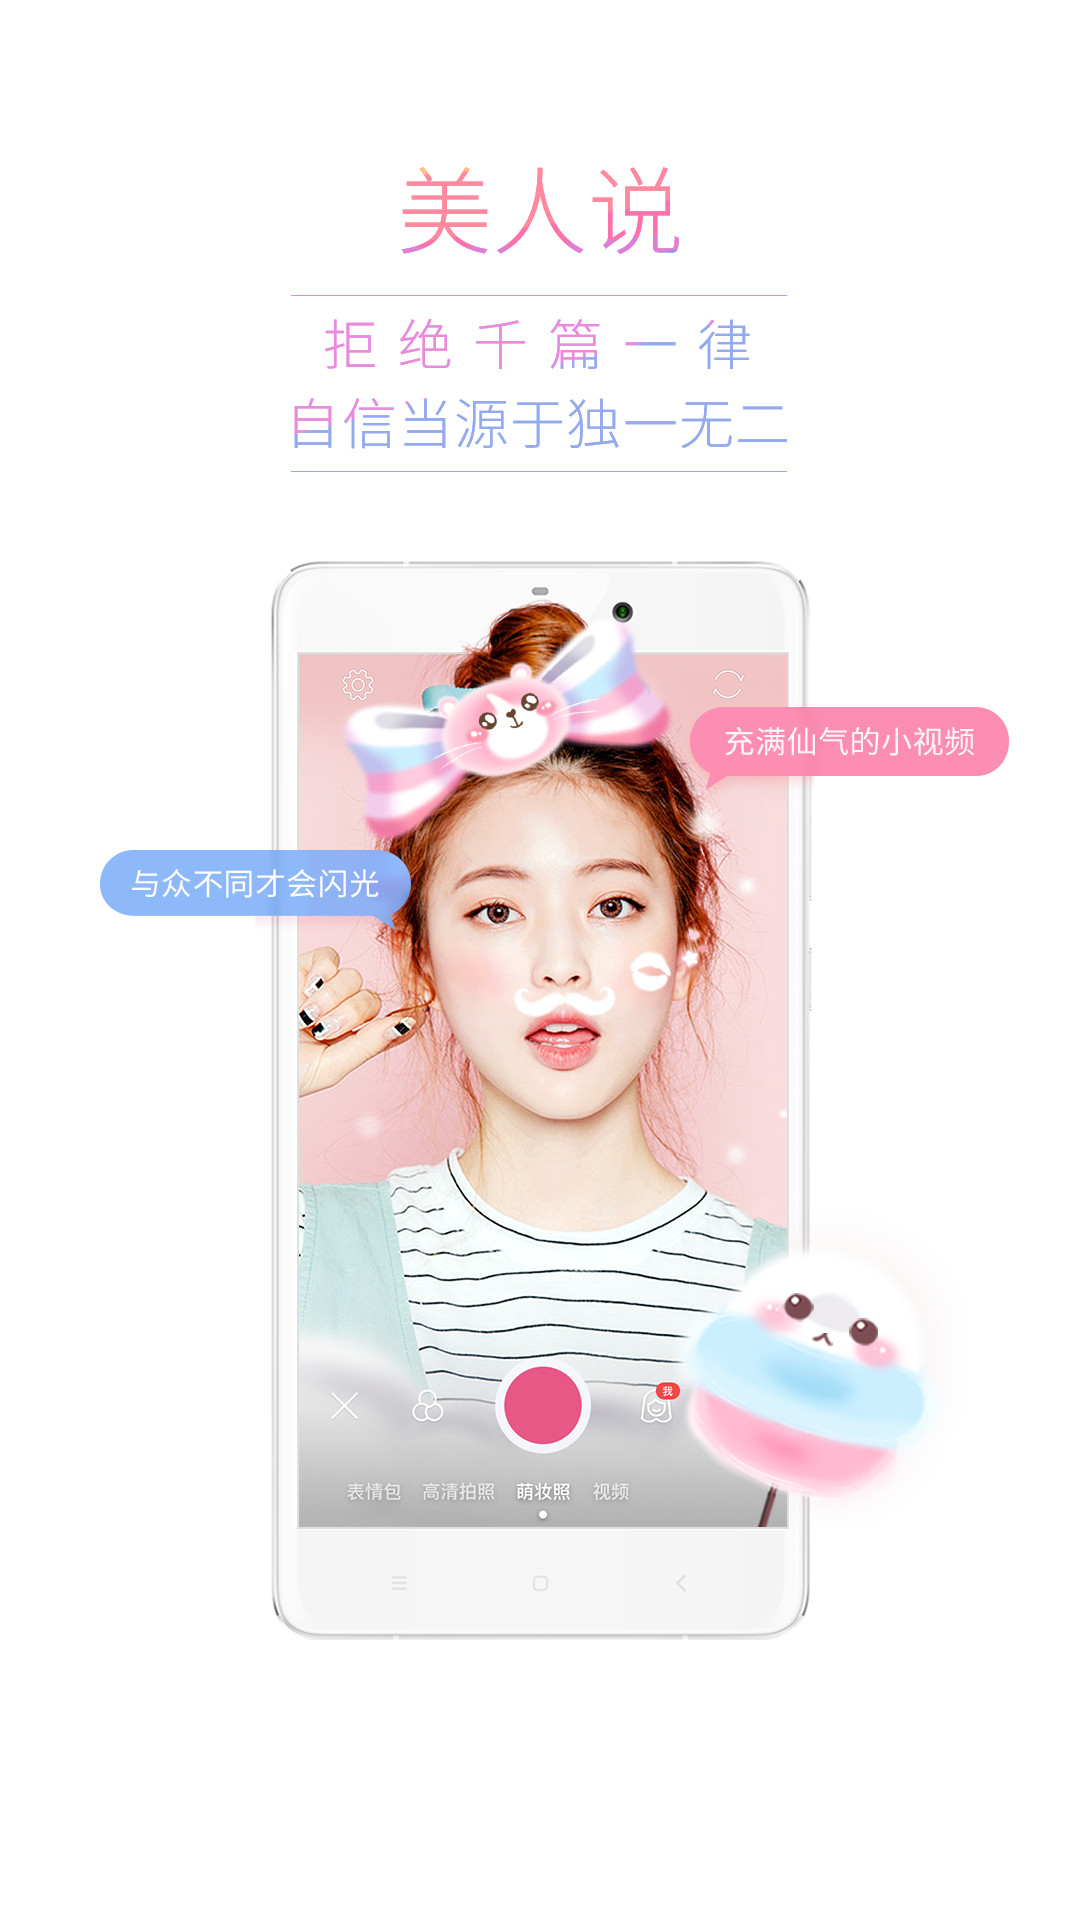 美人说
拒绝千篇一律
自信当源于独一无二
充满仙气的小视频
与众不同才会闪光
我
表情包 高清拍照 萌妆照 视频